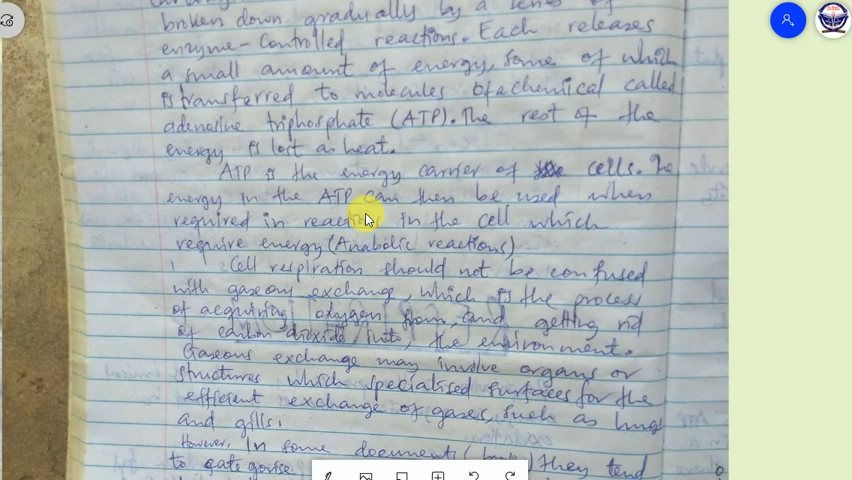 broken down gradually by a series of
enzyme-controlled reactions. Each releases
a small amount of energy, some of which
is transferred to molecules of a chemical called
adenosine triphosphate (ATP). The rest of the
energy is lost as heat.
ATP is the energy carrier of cells. The
energy in the ATP can then be used when
required in reactions in the cell which
require energy (Anabolic reactions)
Cell respiration should not be confused
with gaseous exchange, which is the process
of acquiring oxygen from, and getting rid
of carbon dioxide into, the environment.
Gaseous exchange may involve organs or
structures which specialised surfaces for the
efficient exchange of gases, such as lungs
and gills.
However, in some documents (books) they tend
to